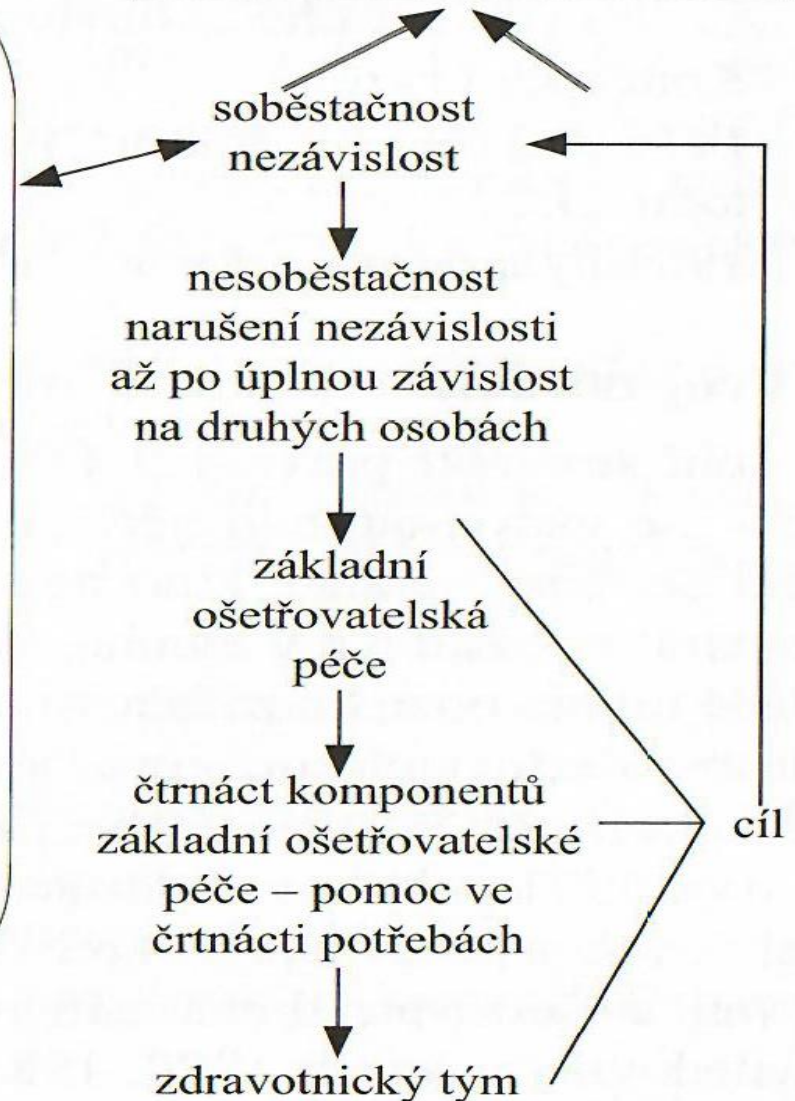 soběstačnost
nezávislost
nesoběstačnost
narušení nezávislosti
až po úplnou závislost
na druhých osobách
základní
ošetřovatelská
péče
čtrnáct komponentů
základní ošetřovatelské
péče – pomoc ve
črtnácti potřebách
cíl
zdravotnický tým